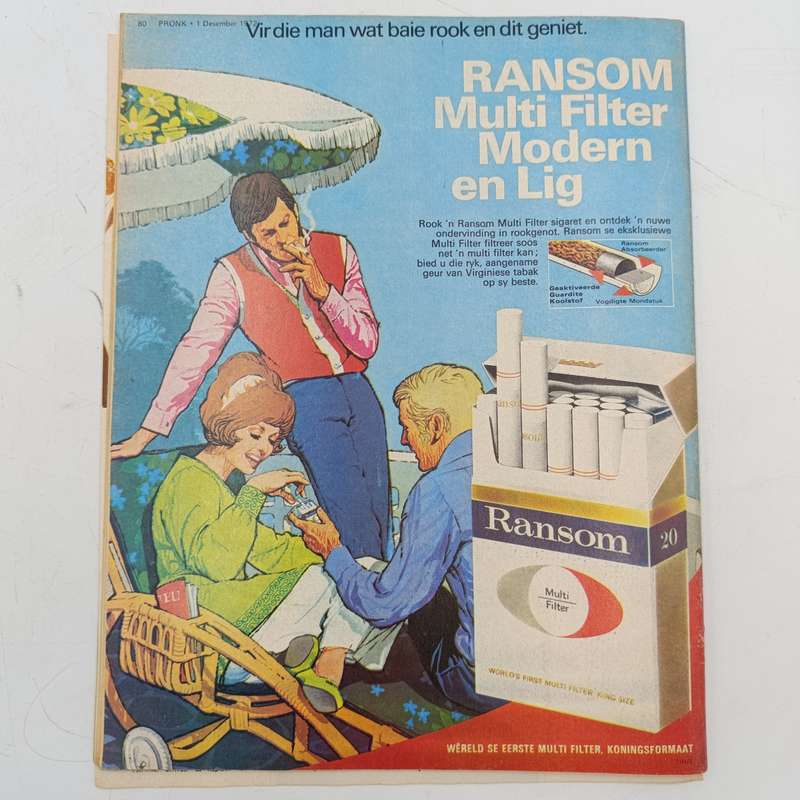 80 PRONK • 1 Desember 1972
Vir die man wat baie rook en dit geniet.
RANSOM
Multi Filter
Modern
en Lig
Rook 'n Ransom Multi Filter sigaret en ontdek 'n nuwe
ondervinding in rookgenot. Ransom se eksklusiewe
Multi Filter filtreer soos
net 'n multi filter kan;
bied u die ryk, aangename
geur van Virginiese tabak
op sy beste.
Ransom
Absorbeerder
Geaktiveerde
Guardite
Koolstof
Vogdigte Mondstuk
Ransom 20
Multi
Filter
WORLD'S FIRST MULTI FILTER KING SIZE
WÊRELD SE EERSTE MULTI FILTER, KONINGSFORMAAT